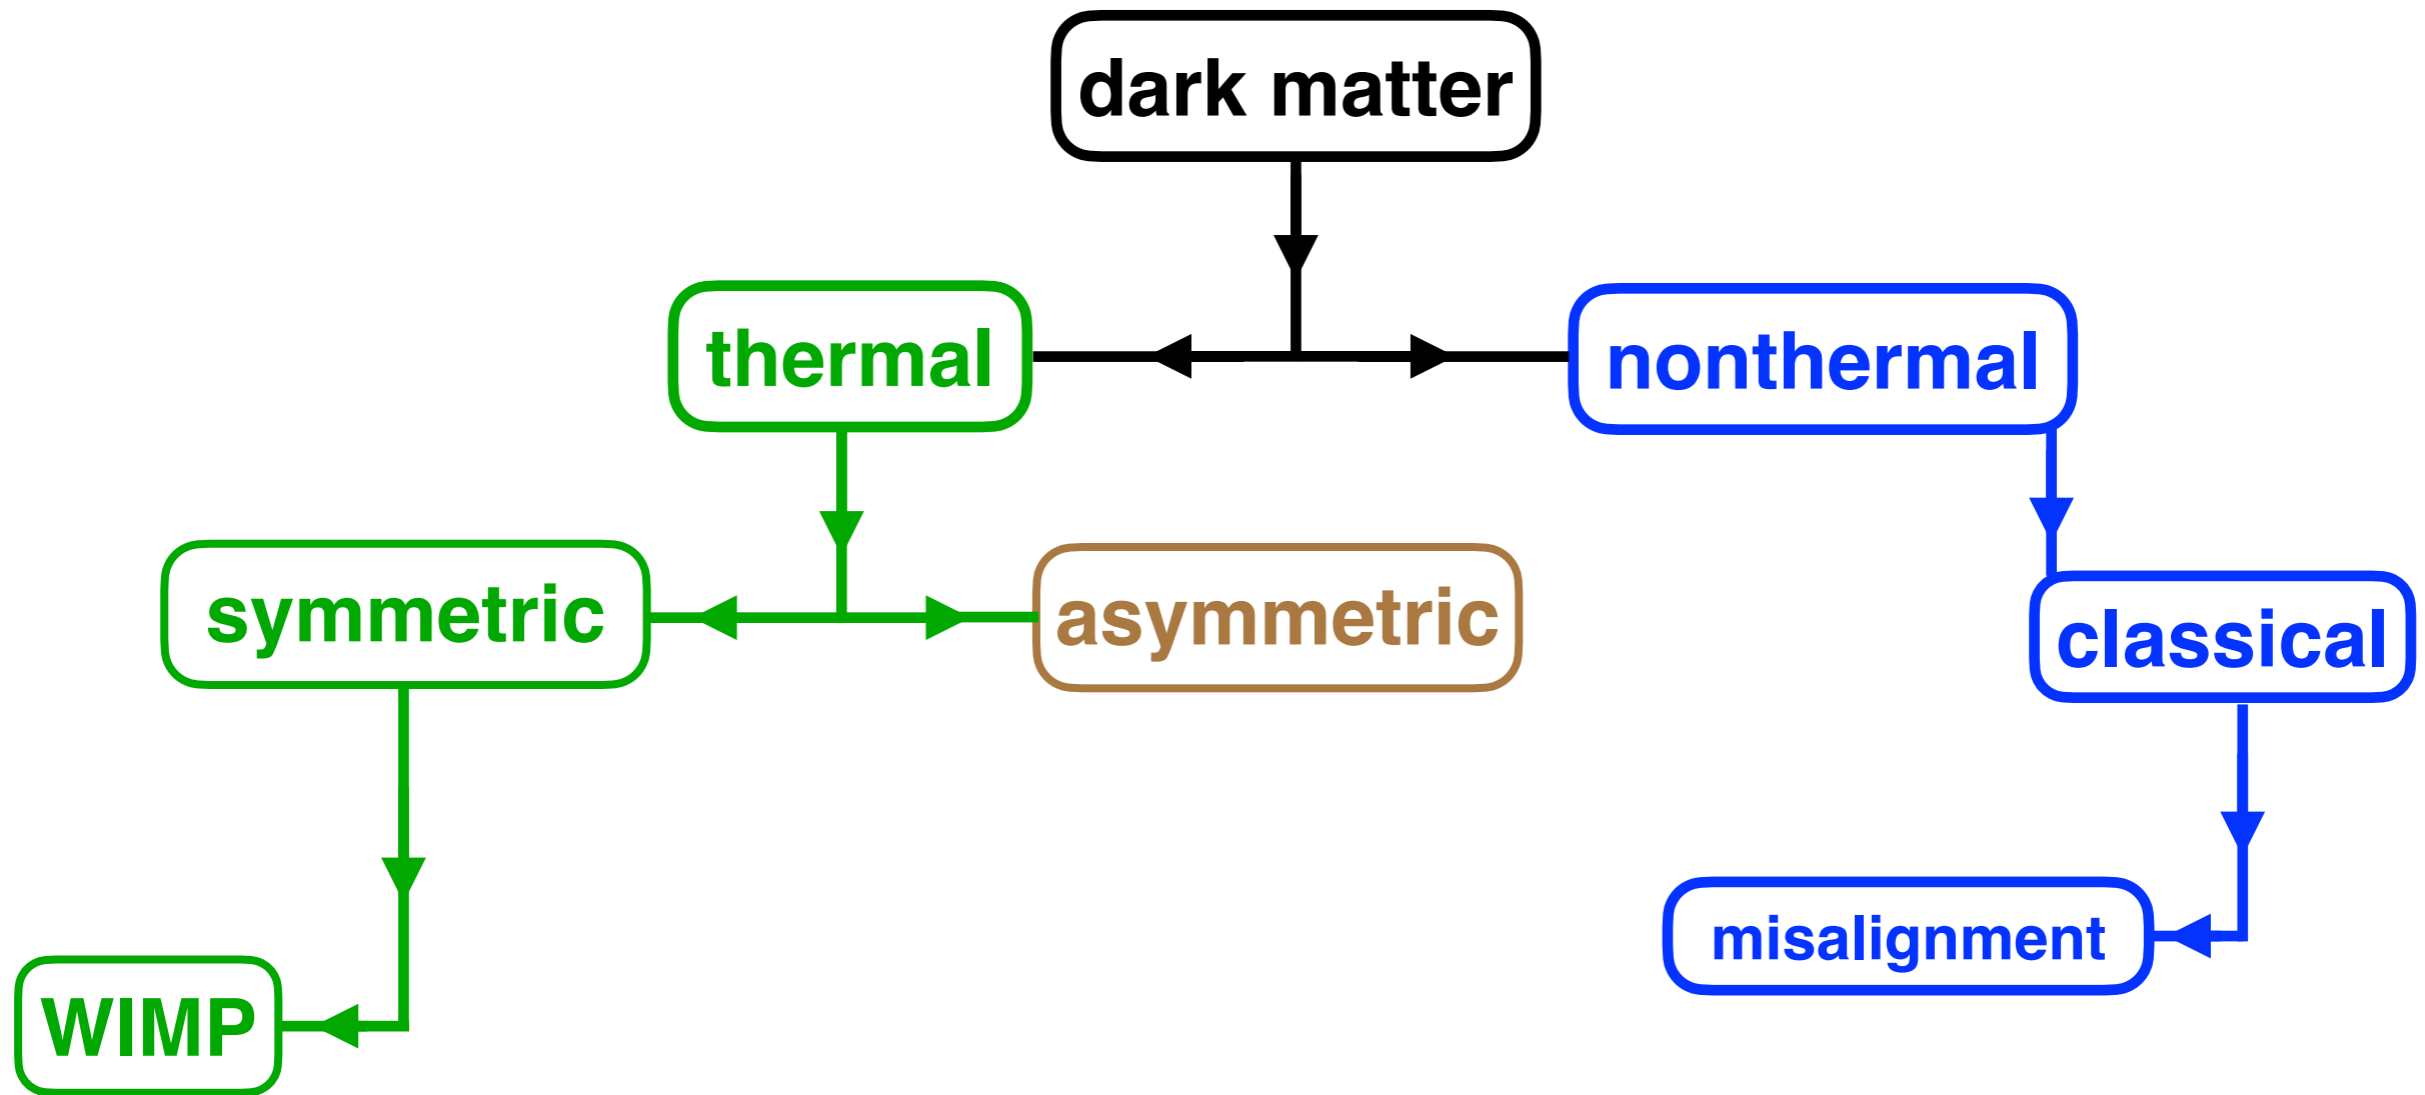 dark matter
thermal
nonthermal
symmetric
asymmetric
classical
misalignment
WIMP